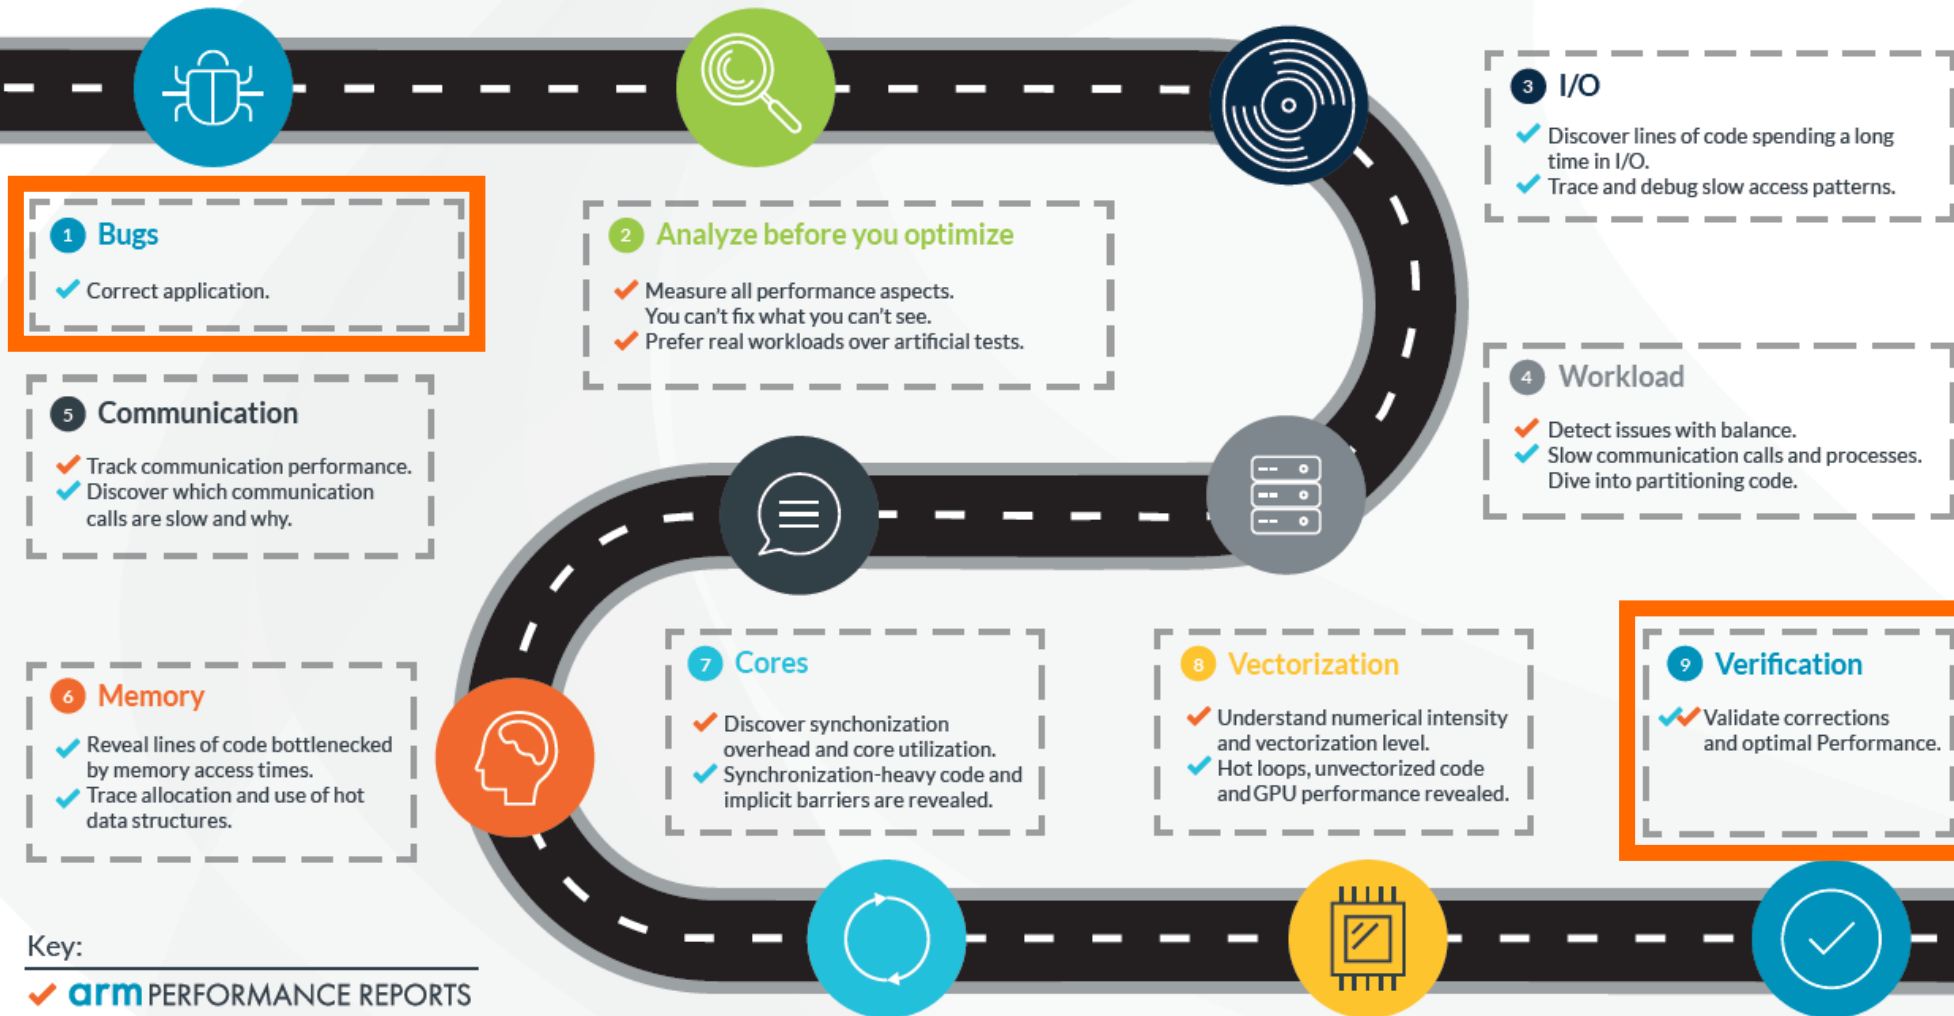 1 Bugs
Correct application.
2 Analyze before you optimize
Measure all performance aspects.
You can't fix what you can't see.
Prefer real workloads over artificial tests.
3 I/O
Discover lines of code spending a long
time in I/O.
Trace and debug slow access patterns.
4 Workload
Detect issues with balance.
Slow communication calls and processes.
Dive into partitioning code.
5 Communication
Track communication performance.
Discover which communication
calls are slow and why.
6 Memory
Reveal lines of code bottlenecked
by memory access times.
Trace allocation and use of hot
data structures.
7 Cores
Discover synchonization
overhead and core utilization.
Synchronization-heavy code and
implicit barriers are revealed.
8 Vectorization
Understand numerical intensity
and vectorization level.
Hot loops, unvectorized code
and GPU performance revealed.
9 Verification
Validate corrections
and optimal Performance.
Key:
arm PERFORMANCE REPORTS